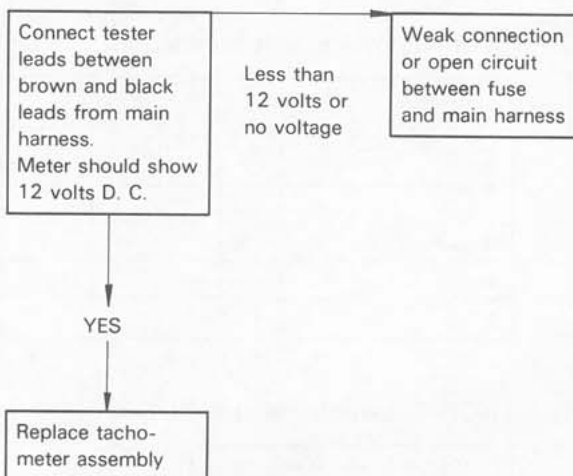 Connect tester
leads between
brown and black
leads from main
harness.
Meter should show
12 volts D. C.
Less than
12 volts or
no voltage
Weak connection
or open circuit
between fuse
and main harness
YES
Replace tacho-
meter assembly